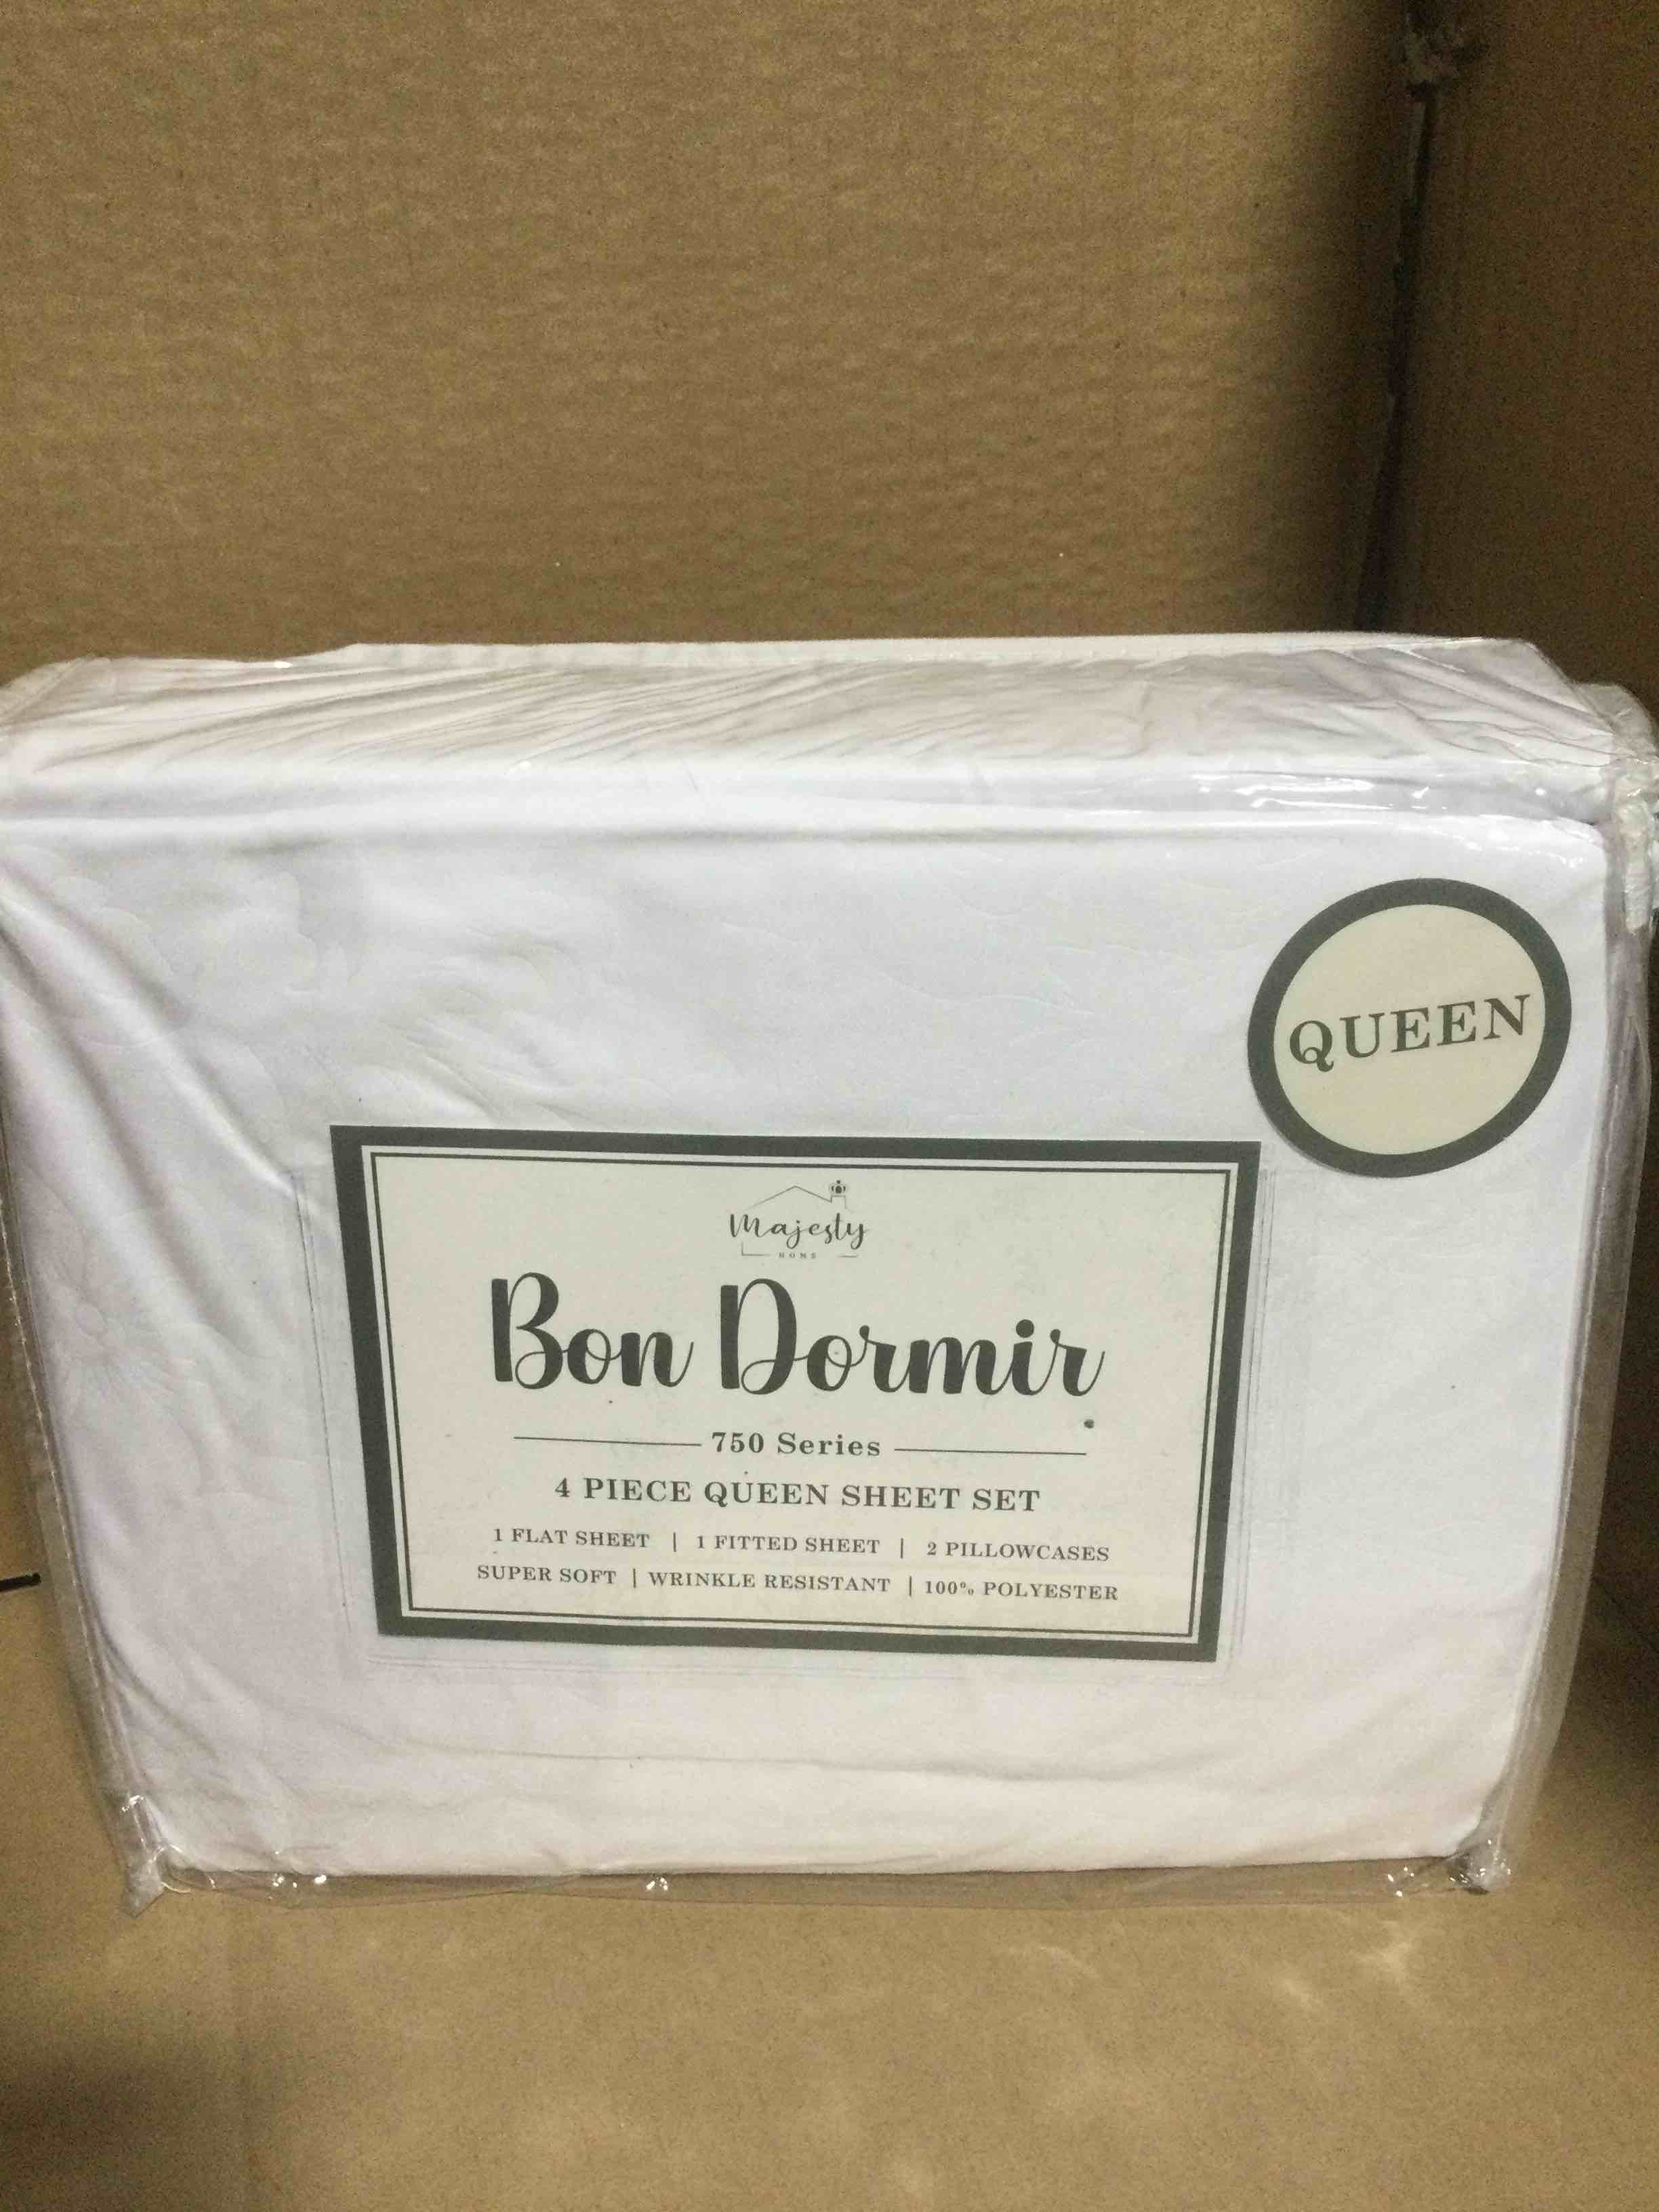 QUEEN
Majesty
HOME
Bon Dormir
750 Series
4 PIECE QUEEN SHEET SET
1 FLAT SHEET | 1 FITTED SHEET | 2 PILLOWCASES
SUPER SOFT | WRINKLE RESISTANT | 100% POLYESTER